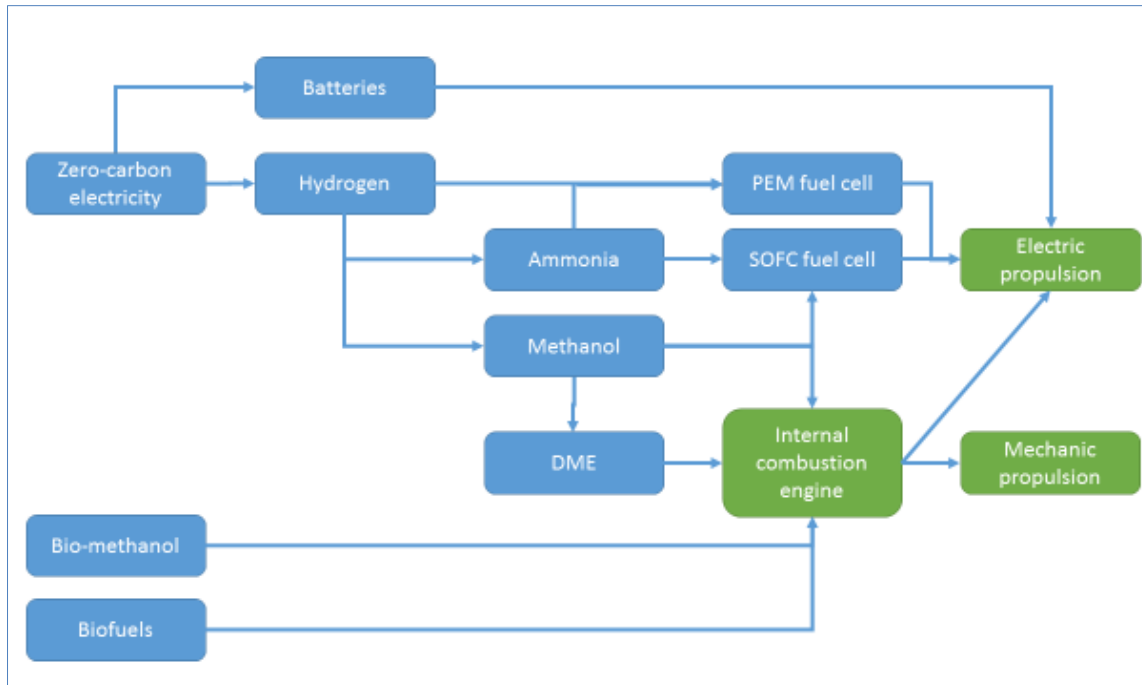 Batteries
Zero-carbon
electricity
Hydrogen
PEM fuel cell
Ammonia
SOFC fuel cell
Electric
propulsion
Methanol
DME
Internal
combustion
engine
Mechanic
propulsion
Bio-methanol
Biofuels